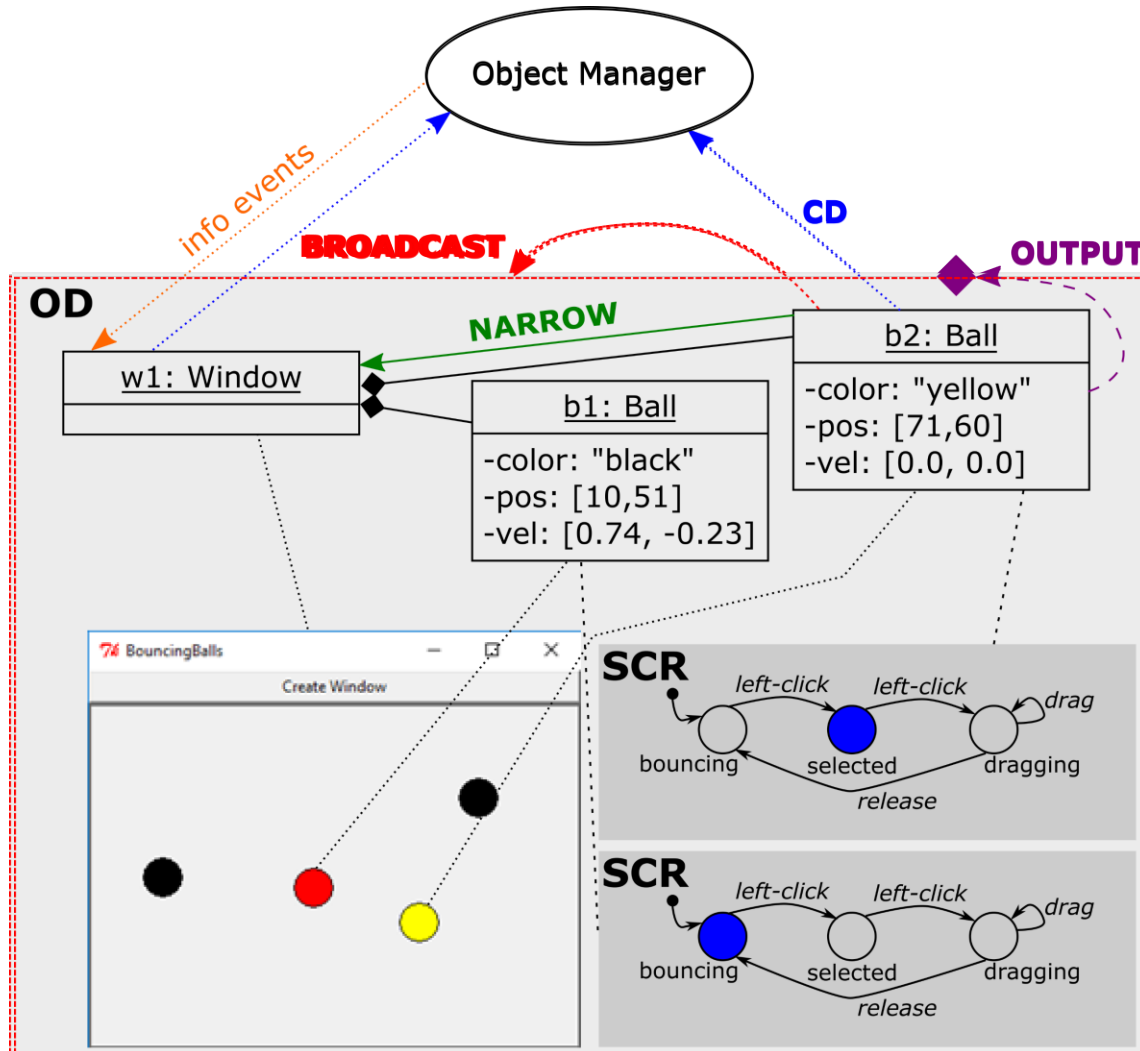 Object Manager
info events
CD
BROADCAST
OUTPUT
OD
NARROW
b2: Ball
w1: Window
-color: "yellow"
-pos: [71,60]
-vel: [0.0, 0.0]
b1: Ball
-color: "black"
-pos: [10,51]
-vel: [0.74, -0.23]
BouncingBalls
Create Window
SCR
left-click
left-click
drag
bouncing
selected
dragging
release
SCR
left-click
left-click
drag
bouncing
selected
dragging
release